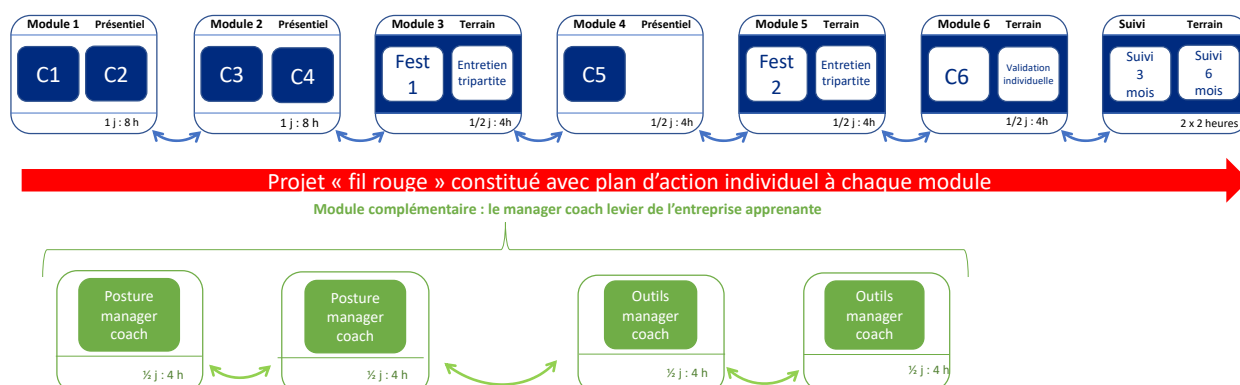 Module 1 Présentiel
C1 C2
1 j : 8 h
Module 2 Présentiel
C3 C4
1 j : 8 h
Module 3 Terrain
Fest
1
Entretien
tripartite
1/2 j : 4h
Module 4 Présentiel
C5
1/2 j : 4h
Module 5 Terrain
Fest
2
Entretien
tripartite
1/2 j : 4h
Module 6 Terrain
C6
Validation
individuelle
1/2 j : 4h
Suivi Terrain
Suivi
3
mois
Suivi
6
mois
2 x 2 heures
Projet « fil rouge » constitué avec plan d’action individuel à chaque module
Module complémentaire : le manager coach levier de l’entreprise apprenante
Posture
manager
coach
½ j : 4 h
Posture
manager
coach
½ j : 4 h
Outils
manager
coach
½ j : 4 h
Outils
manager
coach
½ j : 4 h